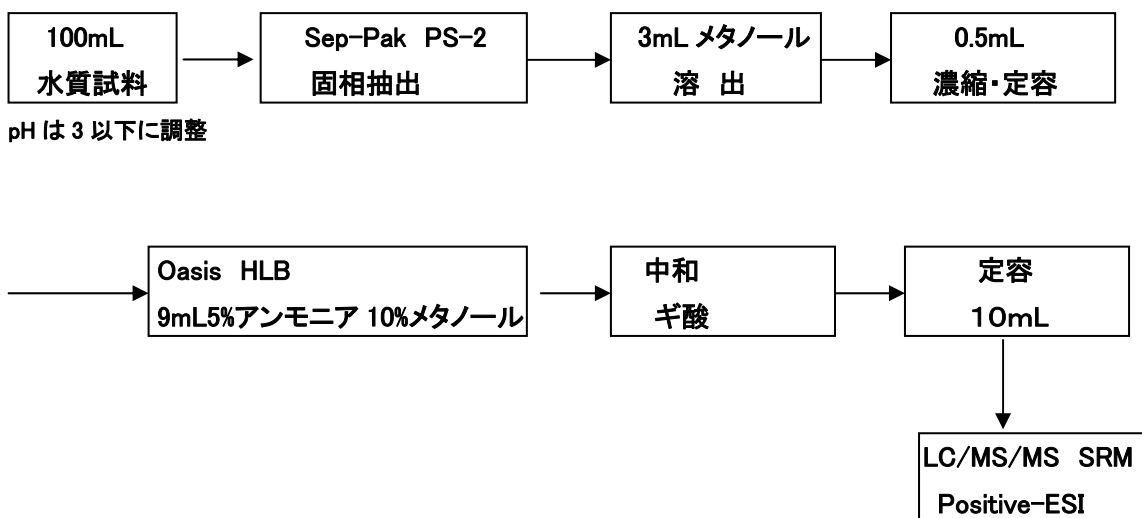 100mL
水質試料
Sep-Pak PS-2
固相抽出
3mL メタノール
溶 出
0.5mL
濃縮・定容
pH は 3 以下に調整
Oasis HLB
9mL5%アンモニア 10%メタノール
中和
ギ酸
定容
10mL
LC/MS/MS SRM
Positive-ESI